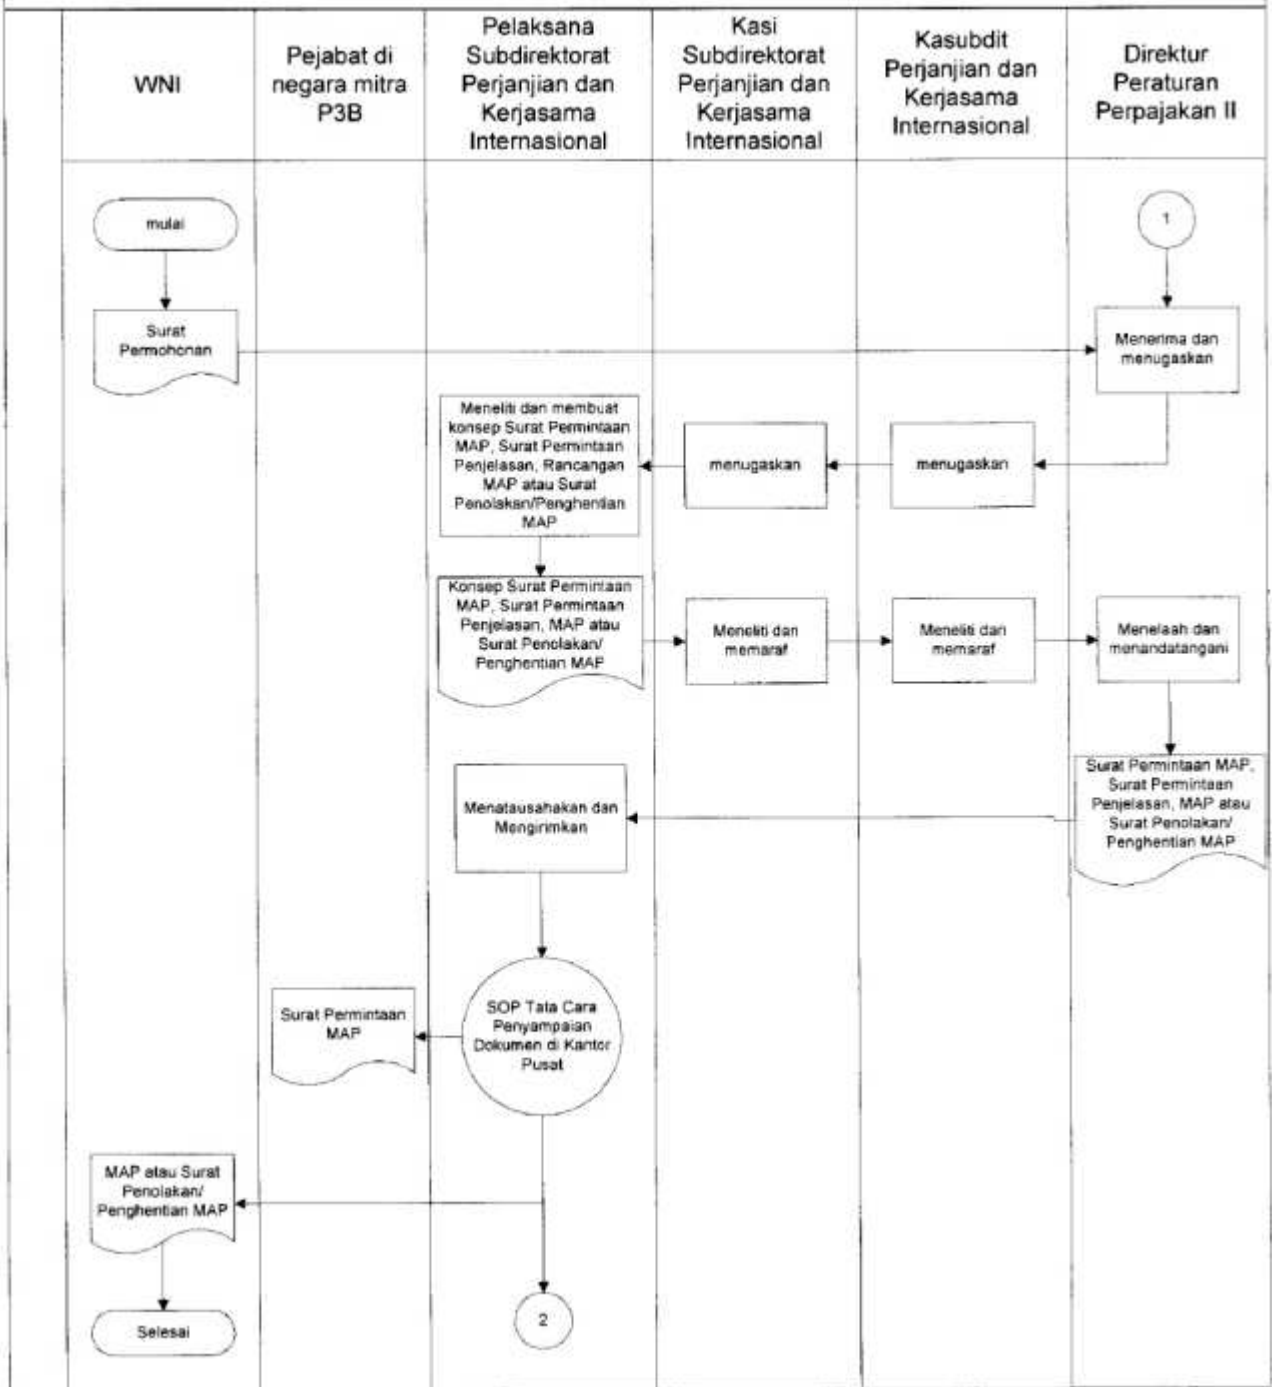 WNI
Pejabat di
negara mitra
P3B
Pelaksana
Subdirektorat
Perjanjian dan
Kerjasama
Internasional
Kasi
Subdirektorat
Perjanjian dan
Kerjasama
Internasional
Kasubdit
Perjanjian dan
Kerjasama
Internasional
Direktur
Peraturan
Perpajakan II
mulai
1
Surat
Permohonan
Menerima dan
menugaskan
Meneliti dan membuat
konsep Surat Permintaan
MAP, Surat Permintaan
Penjelasan, Rancangan
MAP atau Surat
Penolakan/Penghentian
MAP
menugaskan
menugaskan
Konsep Surat Permintaan
MAP, Surat Permintaan
Penjelasan, MAP atau
Surat Penolakan/
Penghentian MAP
Meneliti dan
memaraf
Meneliti dan
memaraf
Menelaah dan
menandatangani
Surat Permintaan MAP,
Surat Permintaan
Penjelasan, MAP atau
Surat Penolakan/
Penghentian MAP
Menatausahakan dan
Mengirimkan
SOP Tata Cara
Penyampaian
Dokumen di Kantor
Pusat
Surat Permintaan
MAP
MAP atau Surat
Penolakan/
Penghentian MAP
Selesai
2